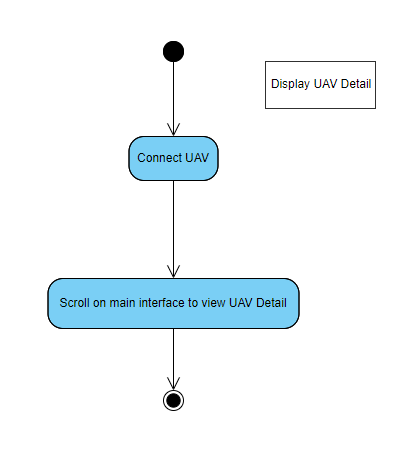 Display UAV Detail
Connect UAV
Scroll on main interface to view UAV Detail